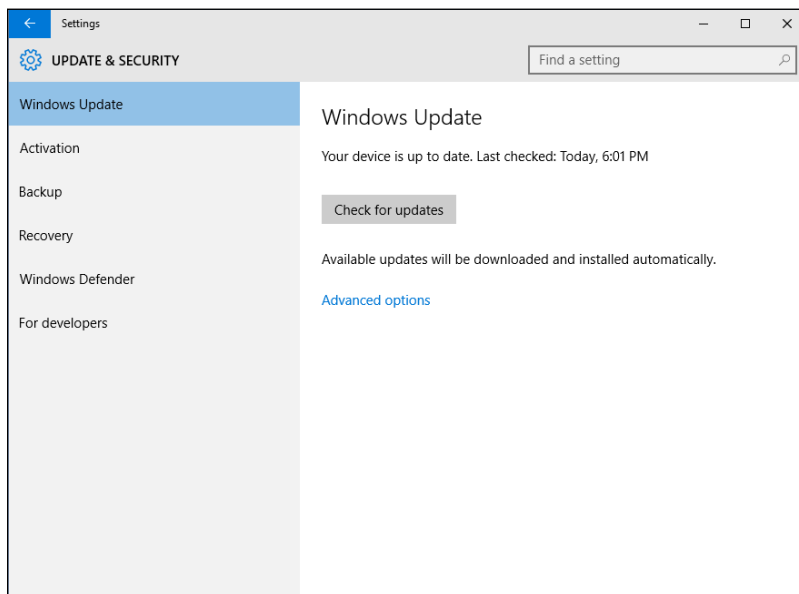 Settings
UPDATE & SECURITY
Find a setting
Windows Update
Activation
Backup
Recovery
Windows Defender
For developers
Windows Update
Your device is up to date. Last checked: Today, 6:01 PM
Check for updates
Available updates will be downloaded and installed automatically.
Advanced options